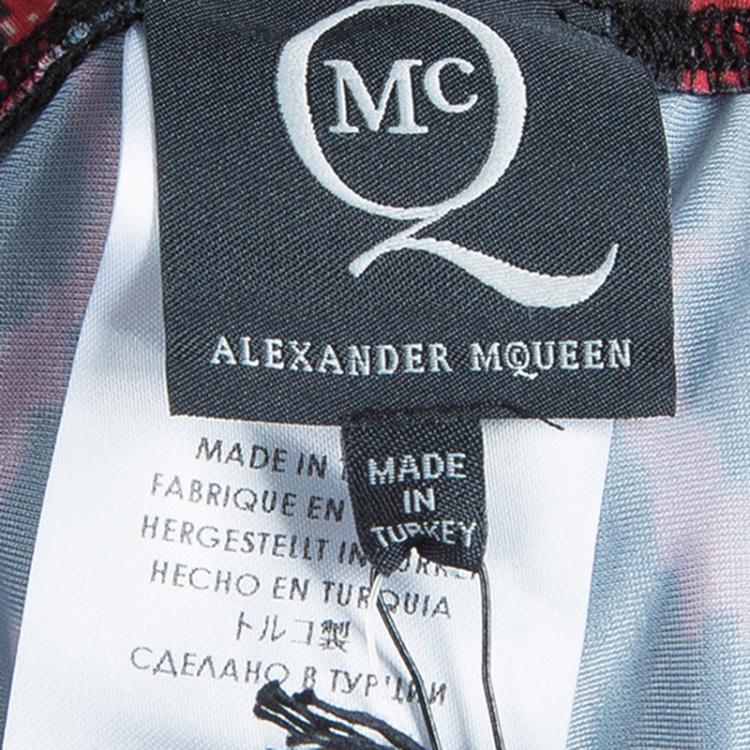 McQ
ALEXANDER McQUEEN
MADE
IN
TURKEY
MADE IN
FABRIQUE EN
HERGESTELLT IN
HECHO EN TURQUIA
トルコ製
СДЕЛАНО В ТУРЦИИ